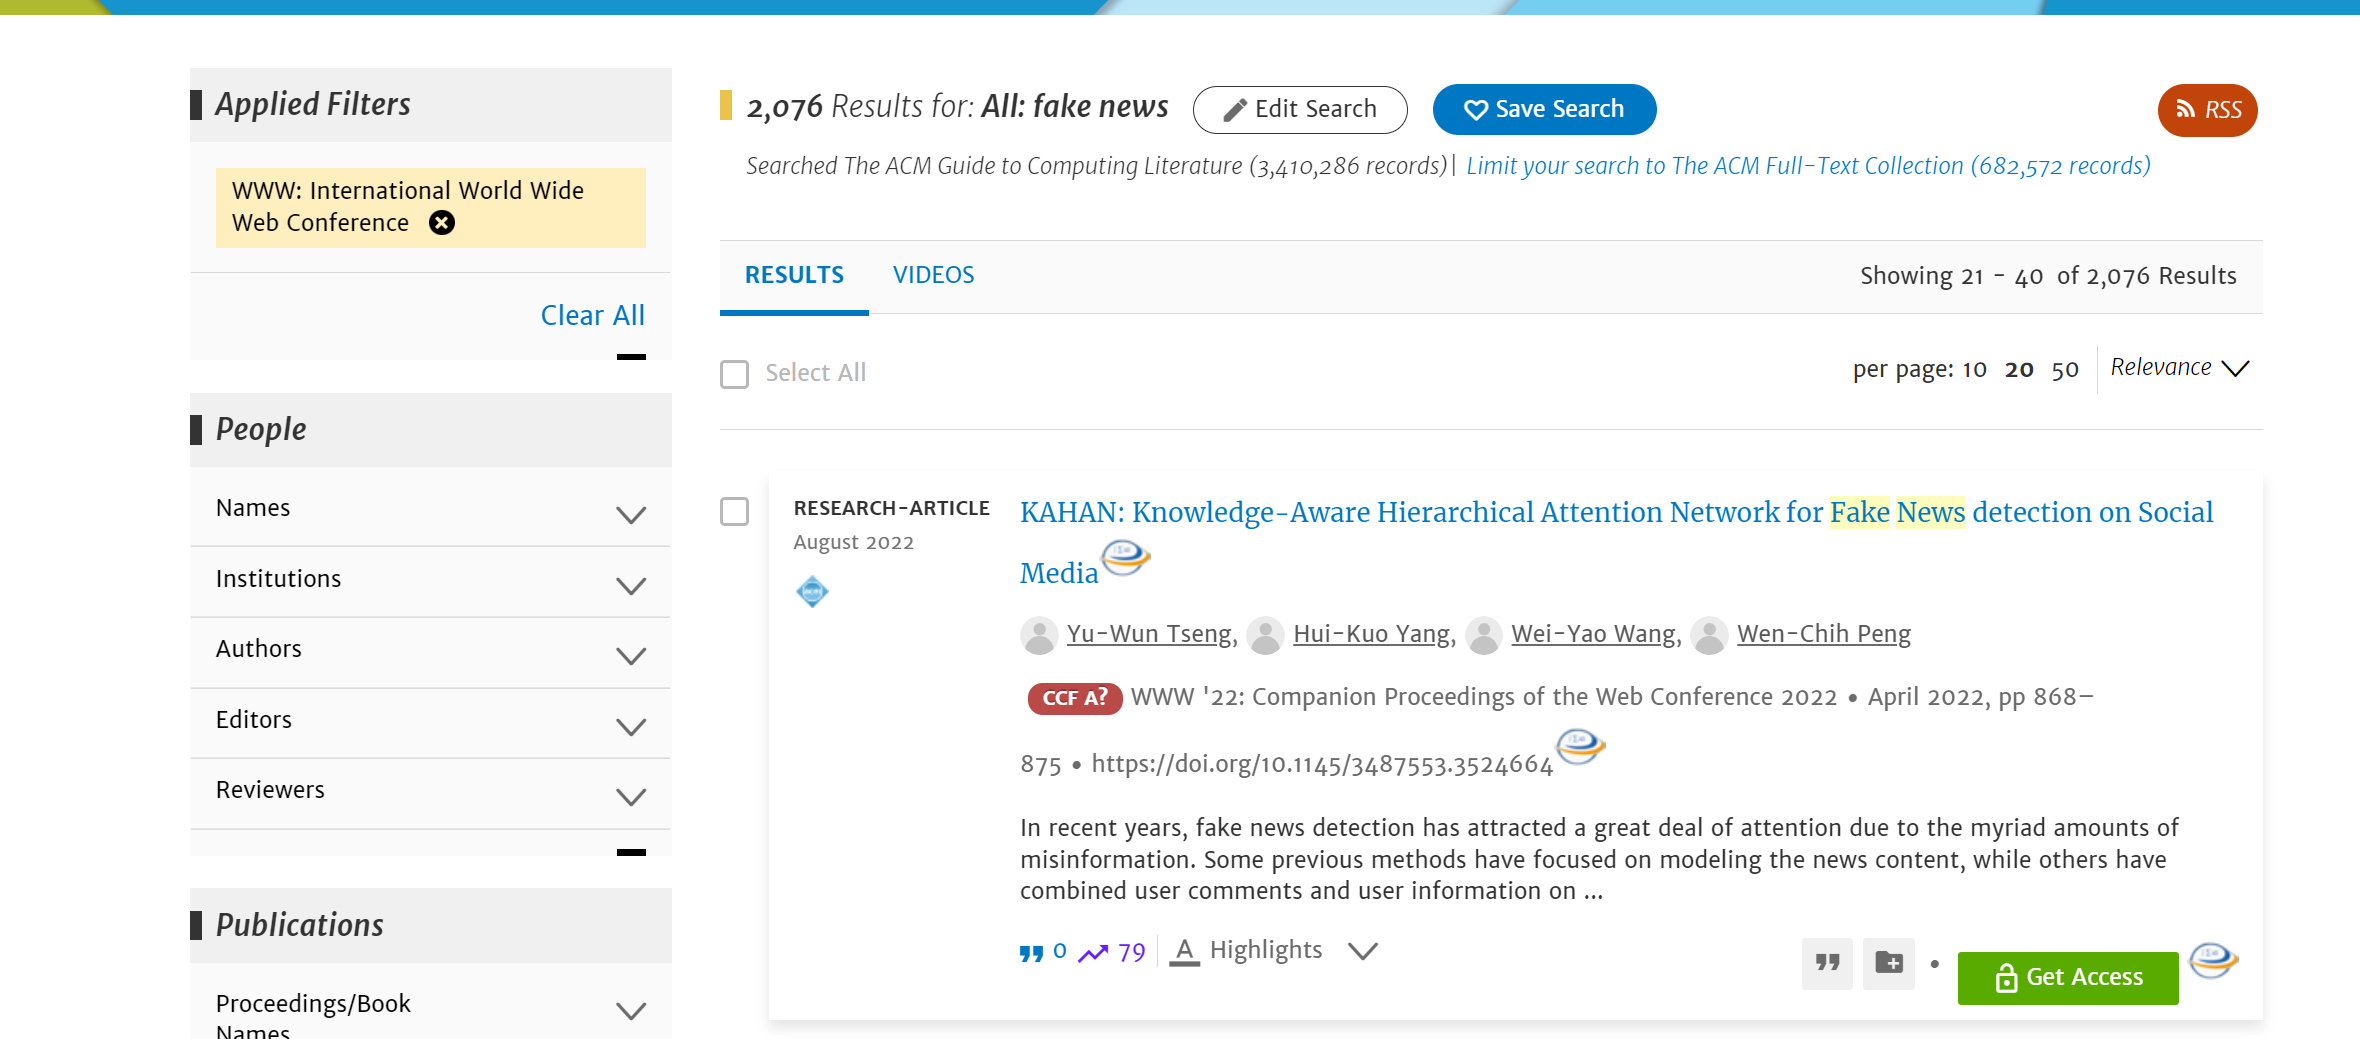 Applied Filters
WWW: International World Wide
Web Conference
Clear All
People
Names
Institutions
Authors
Editors
Reviewers
Publications
Proceedings/Book
Names
2,076 Results for: All: fake news
Edit Search
Save Search
RSS
Searched The ACM Guide to Computing Literature (3,410,286 records)| Limit your search to The ACM Full-Text Collection (682,572 records)
RESULTS
VIDEOS
Showing 21 - 40 of 2,076 Results
Select All
per page: 10 20 50
Relevance
RESEARCH-ARTICLE
August 2022
KAHAN: Knowledge-Aware Hierarchical Attention Network for Fake News detection on Social
Media
Yu-Wun Tseng, Hui-Kuo Yang, Wei-Yao Wang, Wen-Chih Peng
CCF A? WWW '22: Companion Proceedings of the Web Conference 2022 • April 2022, pp 868–
875 • https://doi.org/10.1145/3487553.3524664
In recent years, fake news detection has attracted a great deal of attention due to the myriad amounts of
misinformation. Some previous methods have focused on modeling the news content, while others have
combined user comments and user information on ...
0 79 A Highlights
Get Access